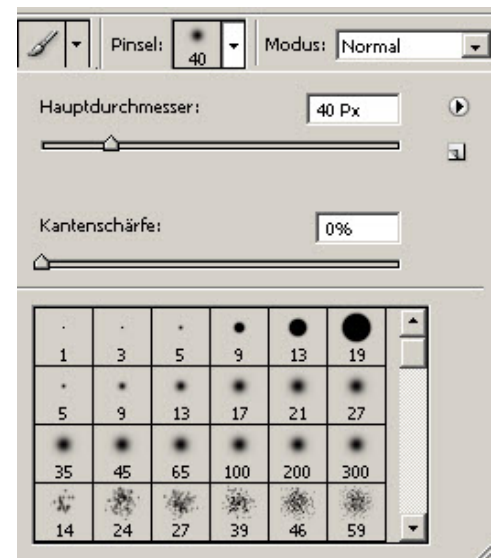 Pinsel: 40 Modus: Normal
Hauptdurchmesser: 40 Px
Kantenschärfe: 0%
1 3 5 9 13 19
5 9 13 17 21 27
35 45 65 100 200 300
14 24 27 39 46 59